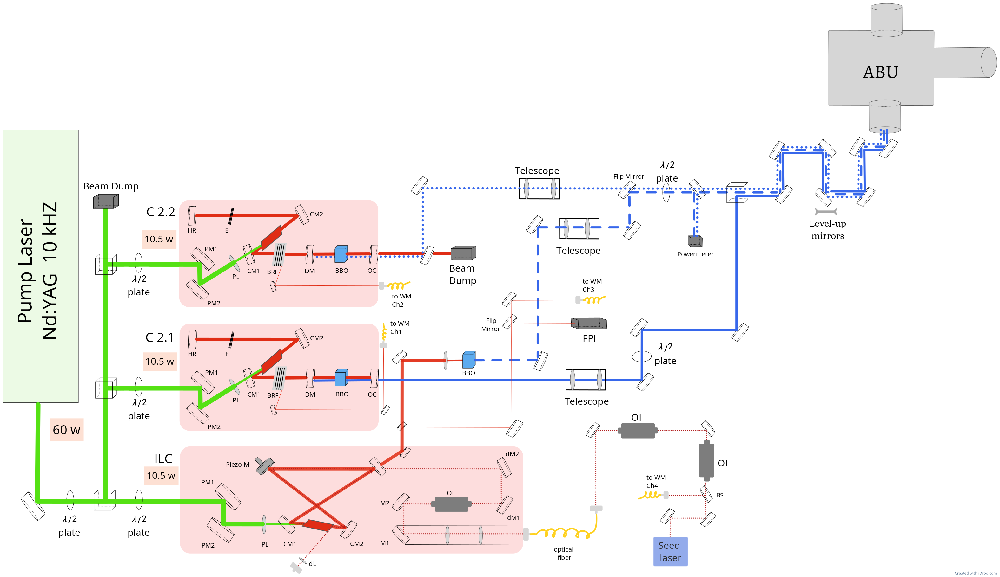 ABU
Pump Laser
Nd:YAG 10 kHZ
Beam Dump
C 2.2
10.5 w
HR
E
CM2
PM1
PL
CM1
BRF
DM
BBO
OC
PM2
λ/2
plate
to WM
Ch2
Beam
Dump
Telescope
Flip Mirror
λ/2
plate
Telescope
Powermeter
Level-up
mirrors
to WM
Ch3
Flip
Mirror
FPI
C 2.1
10.5 w
HR
E
CM2
PM1
PL
CM1
BRF
DM
BBO
OC
PM2
λ/2
plate
to WM
Ch1
BBO
Telescope
λ/2
plate
60 w
ILC
10.5 w
Piezo-M
PM1
PM2
PL
CM1
CM2
dL
M2
M1
OI
dM2
dM1
λ/2
plate
λ/2
plate
optical
fiber
OI
OI
to WM
Ch4
BS
Seed
laser
Created with iDroo.com